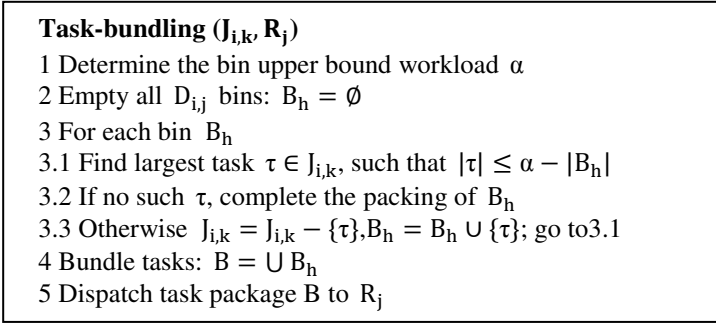 Task-bundling (J_{i,k}, R_j)
1 Determine the bin upper bound workload α
2 Empty all D_{i,j} bins: B_h = ∅
3 For each bin B_h
3.1 Find largest task τ ∈ J_{i,k}, such that |τ| ≤ α − |B_h|
3.2 If no such τ, complete the packing of B_h
3.3 Otherwise J_{i,k} = J_{i,k} − {τ},B_h = B_h ∪ {τ}; go to3.1
4 Bundle tasks: B = ∪ B_h
5 Dispatch task package B to R_j